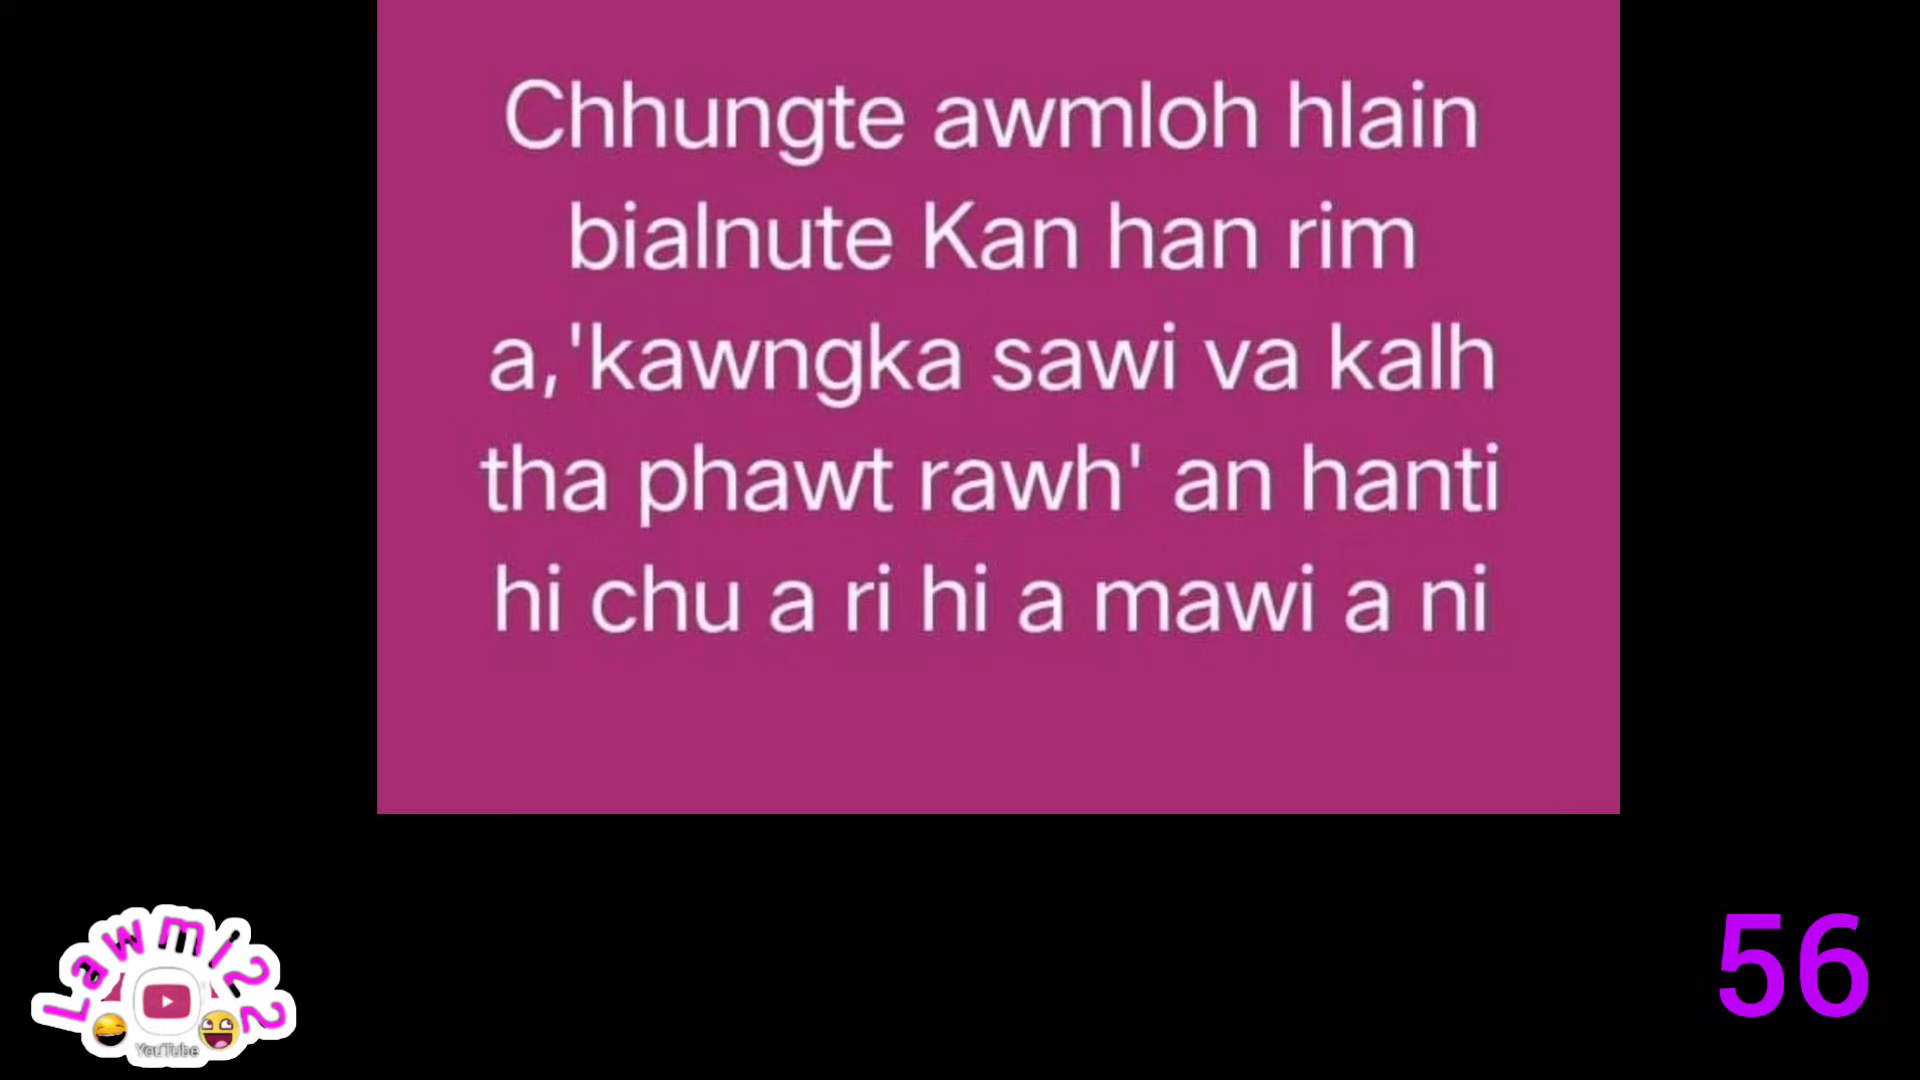 Chhungte awmloh hlain
bialnute Kan han rim
a,'kawngka sawi va kalh
tha phawt rawh' an hanti
hi chu a ri hi a mawi a ni
Lawmi22
YouTube
56